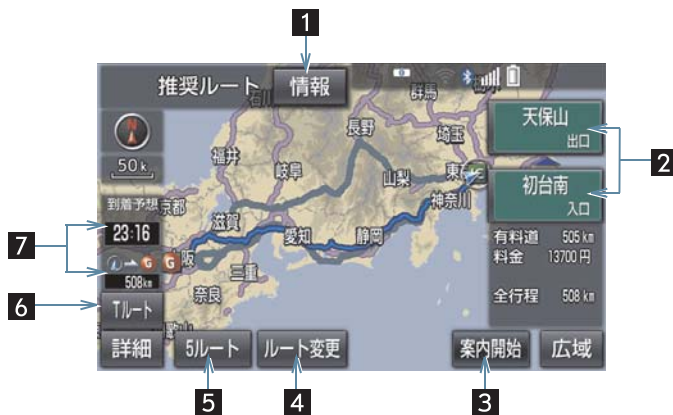 1
推奨ルート 情報
石川
群馬
長野
埼玉
天保山
出口
2
50k
福井
岐阜
山梨
東京
初台南
入口
到着予想
京都
滋賀
神奈川
7
23:16
愛知
静岡
有料道 505km
料金 13700円
G G
508km
三重
奈良
全行程 508km
6
Tルート
詳細 5ルート ルート変更 案内開始 広域
5 4 3